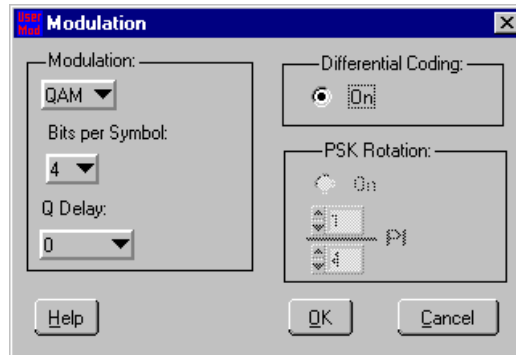 User
Mod
Modulation
Modulation:
QAM
Bits per Symbol:
4
Q Delay:
0
Differential Coding:
On
PSK Rotation:
On
1
PI
4
Help
OK
Cancel